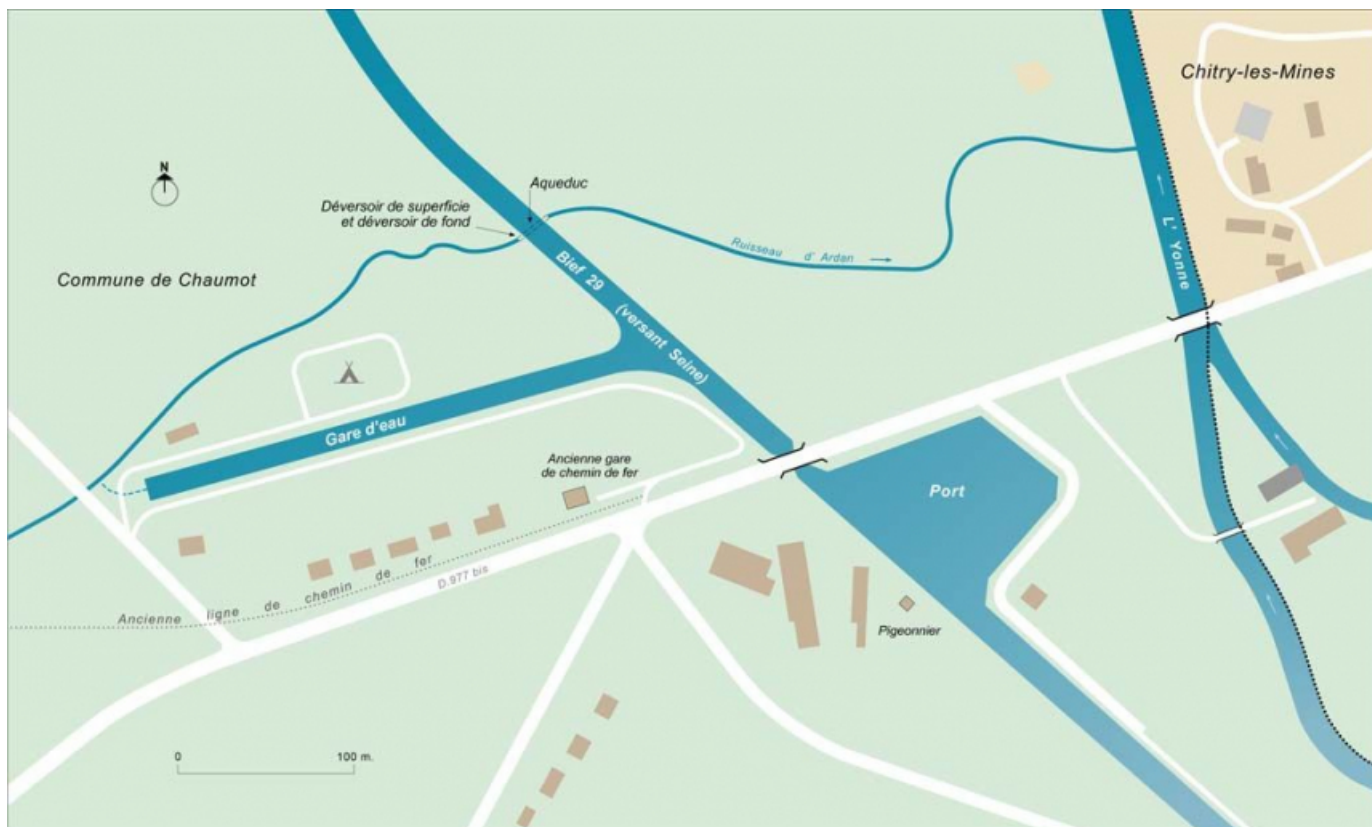 Chitry-les-Mines
N
Aqueduc
Déversoir de superficie
et déversoir de fond
Commune de Chaumot
Ruisseau d' Ardan
L' Yonne
Bief 29 (versant Seine)
Gare d'eau
Ancienne gare
de chemin de fer
Port
D.977 bis
Ancienne ligne de chemin de fer
Pigeonnier
0 100 m.